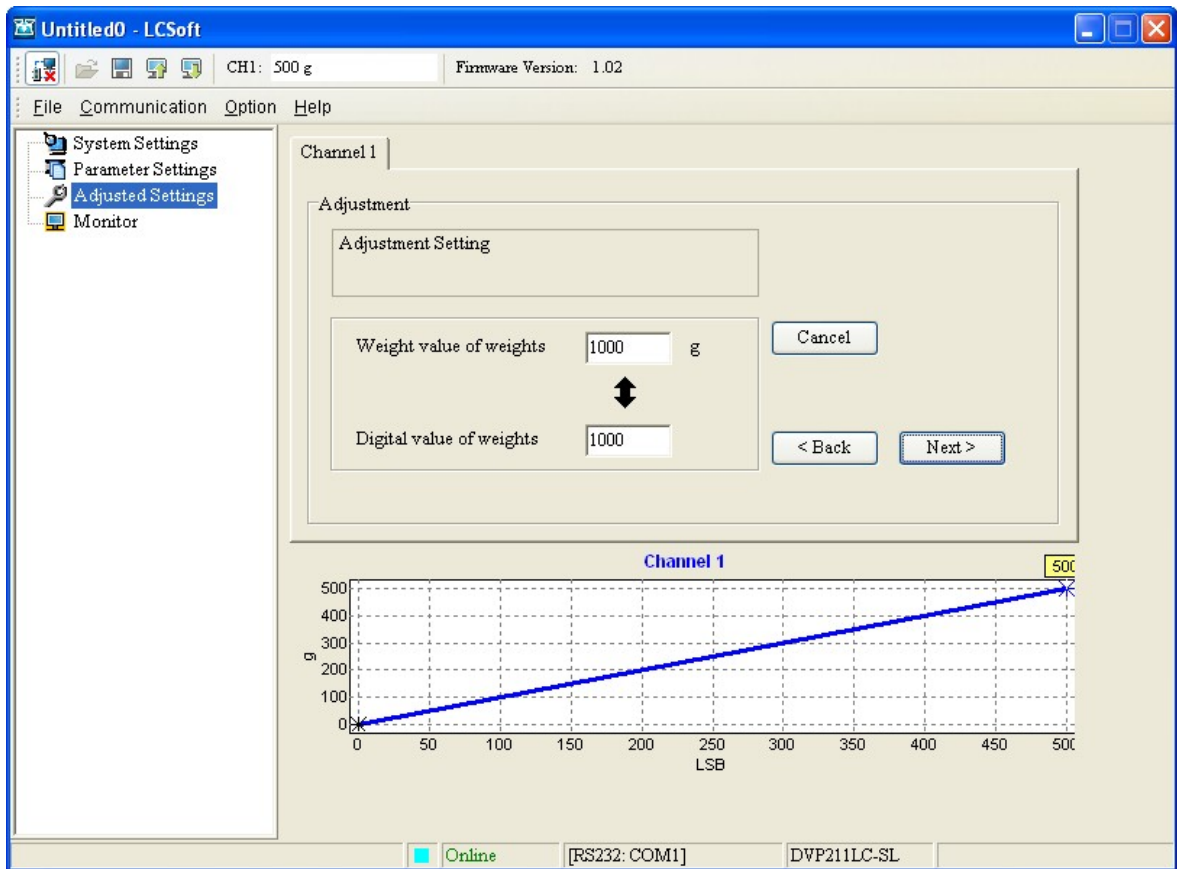 Untitled0 - LCSoft
CH1: 500 g Firmware Version: 1.02
File Communication Option Help
System Settings
Parameter Settings
Adjusted Settings
Monitor
Channel 1
Adjustment
Adjustment Setting
Weight value of weights 1000 g
Cancel
Digital value of weights 1000
< Back Next >
Channel 1
500
500
400
300
200
100
0
g
0 50 100 150 200 250 300 350 400 450 500
LSB
Online [RS232: COM1] DVP211LC-SL